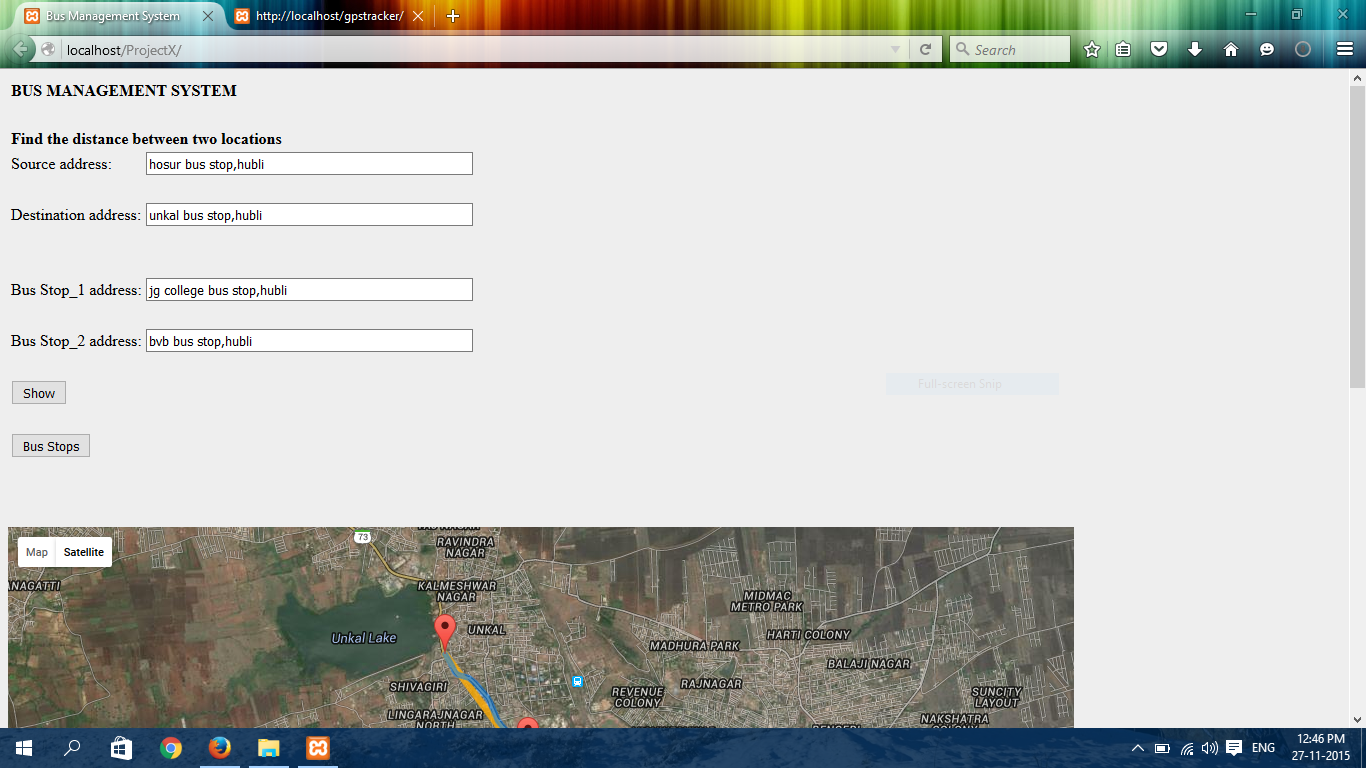 Bus Management System
http://localhost/gpstracker/
localhost/ProjectX/
Search
BUS MANAGEMENT SYSTEM
Find the distance between two locations
Source address: hosur bus stop,hubli
Destination address: unkal bus stop,hubli
Bus Stop_1 address: jg college bus stop,hubli
Bus Stop_2 address: bvb bus stop,hubli
Show
Full-screen Snip
Bus Stops
Map Satellite
73
RAVINDRA
NAGAR
ANAGATTI
KALMESHWAR
NAGAR
MIDMAC
METRO PARK
Unkal Lake
UNKAL
HARTI COLONY
MADHURA PARK
BALAJI NAGAR
SHIVAGIRI
REVENUE
COLONY
RAJNAGAR
SUNCITY
LAYOUT
LINGARAJNAGAR
NORTH
NAKSHATRA
COLONY
ENG
12:46 PM
27-11-2015